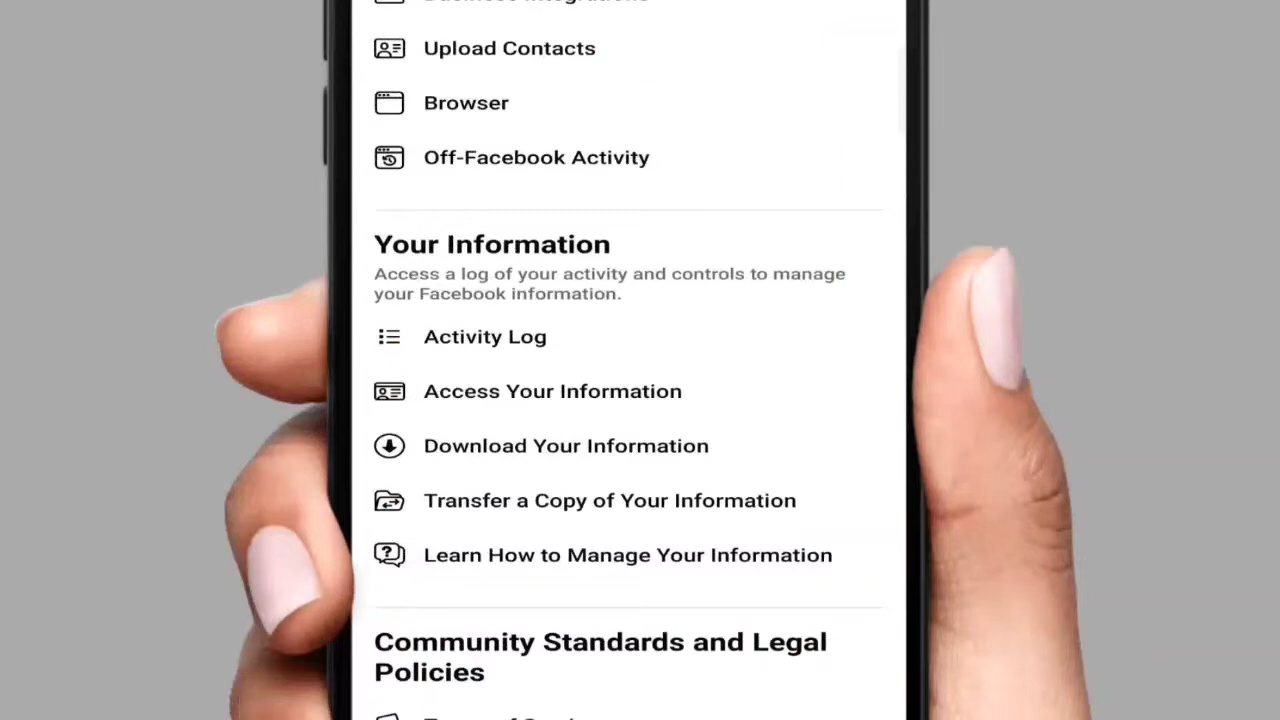 Upload Contacts
Browser
Off-Facebook Activity
Your Information
Access a log of your activity and controls to manage
your Facebook information.
Activity Log
Access Your Information
Download Your Information
Transfer a Copy of Your Information
Learn How to Manage Your Information
Community Standards and Legal
Policies